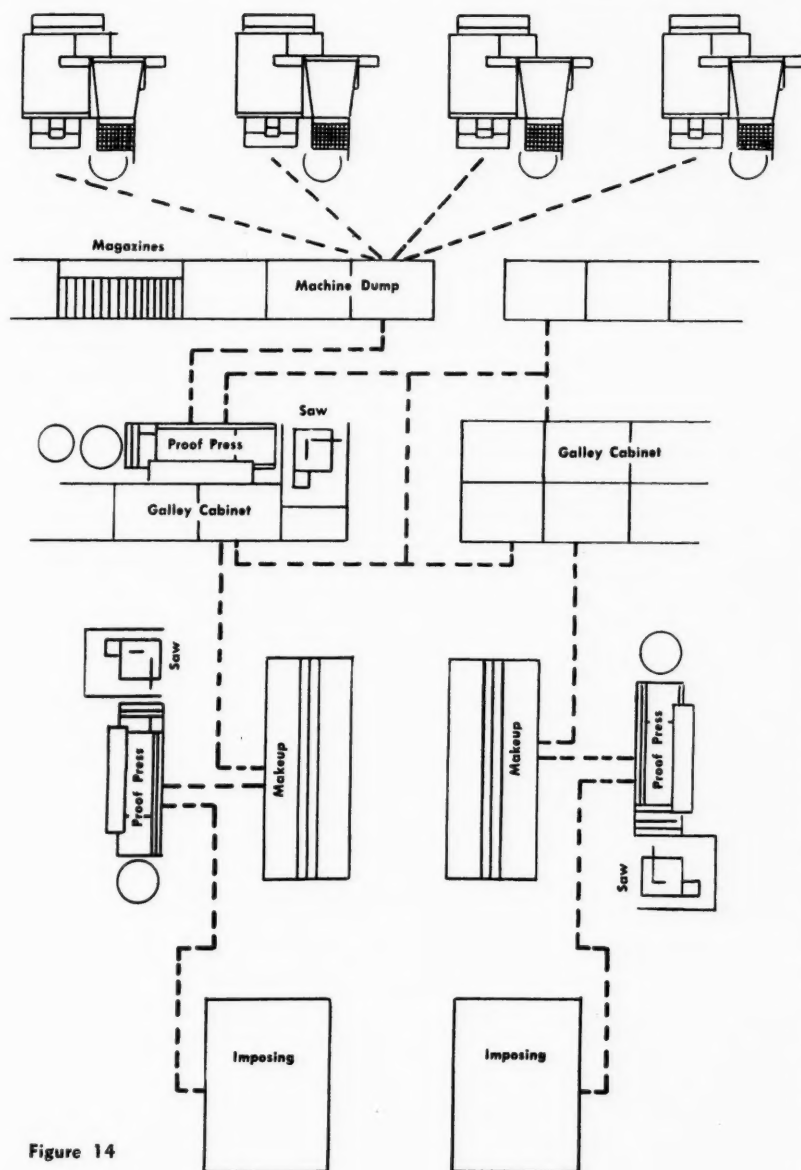 Magazines
Machine Dump
Saw
Proof Press
Galley Cabinet
Galley Cabinet
Saw
Proof Press
Makeup
Makeup
Proof Press
Saw
Imposing
Imposing
Figure 14